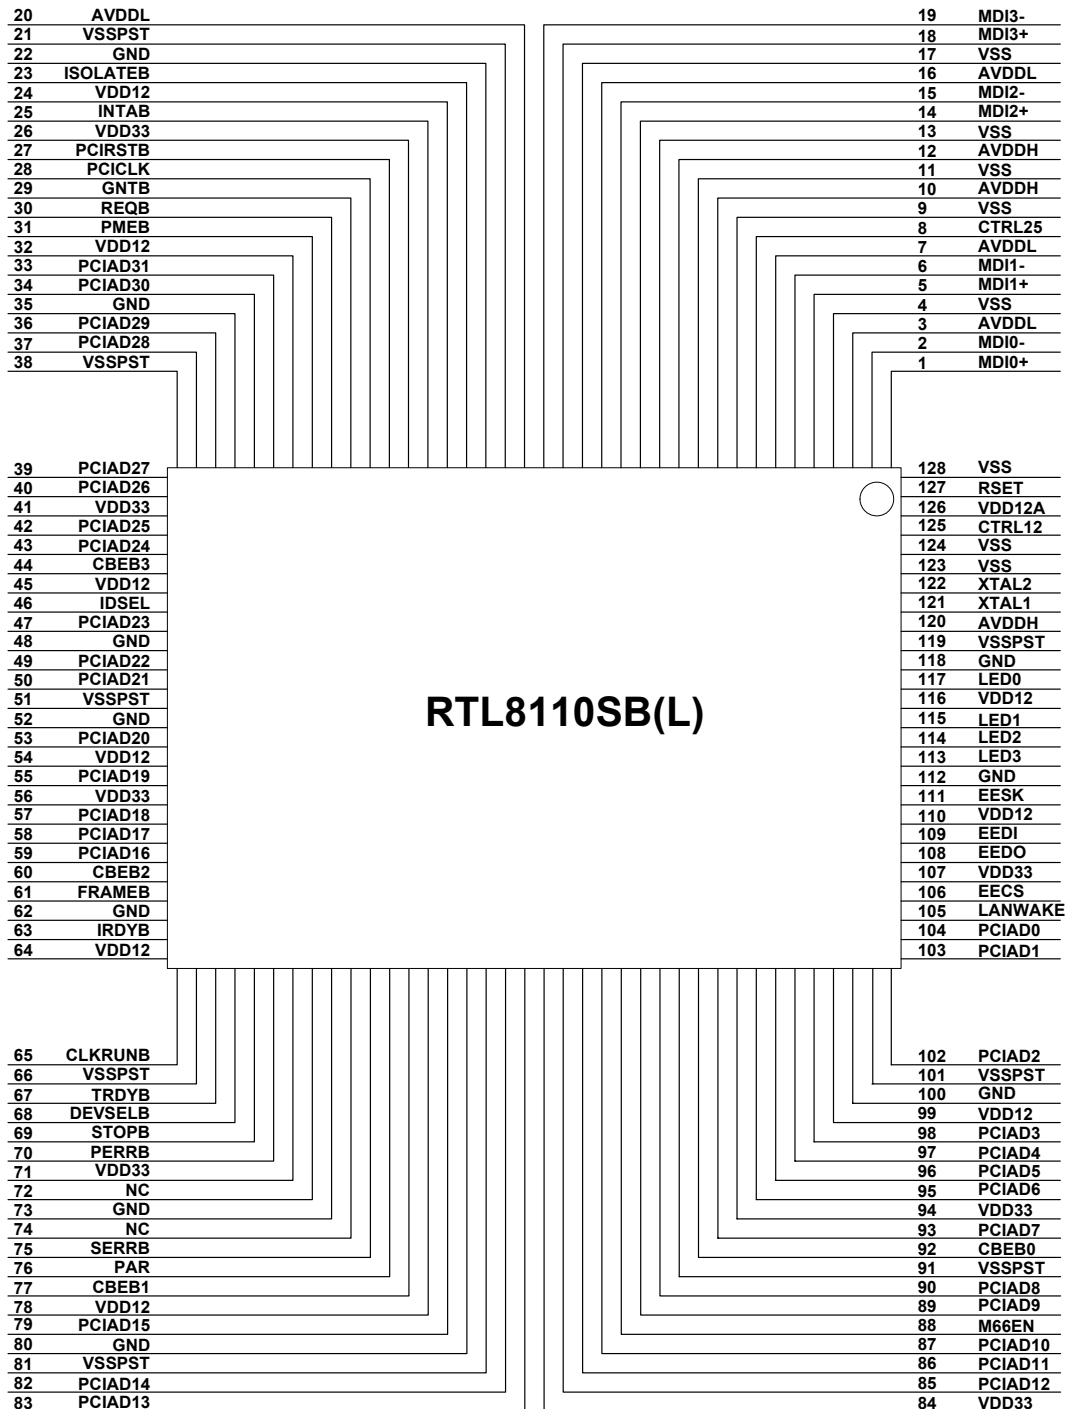 20 AVDDL
21 VSSPST
22 GND
23 ISOLATEB
24 VDD12
25 INTAB
26 VDD33
27 PCIRSTB
28 PCICLK
29 GNTB
30 REQB
31 PMEB
32 VDD12
33 PCIAD31
34 PCIAD30
35 GND
36 PCIAD29
37 PCIAD28
38 VSSPST
19 MDI3-
18 MDI3+
17 VSS
16 AVDDL
15 MDI2-
14 MDI2+
13 VSS
12 AVDDH
11 VSS
10 AVDDH
9 VSS
8 CTRL25
7 AVDDL
6 MDI1-
5 MDI1+
4 VSS
3 AVDDL
2 MDI0-
1 MDI0+
39 PCIAD27
40 PCIAD26
41 VDD33
42 PCIAD25
43 PCIAD24
44 CBEB3
45 VDD12
46 IDSEL
47 PCIAD23
48 GND
49 PCIAD22
50 PCIAD21
51 VSSPST
52 GND
53 PCIAD20
54 VDD12
55 PCIAD19
56 VDD33
57 PCIAD18
58 PCIAD17
59 PCIAD16
60 CBEB2
61 FRAMEB
62 GND
63 IRDYB
64 VDD12
RTL8110SB(L)
128 VSS
127 RSET
126 VDD12A
125 CTRL12
124 VSS
123 VSS
122 XTAL2
121 XTAL1
120 AVDDH
119 VSSPST
118 GND
117 LED0
116 VDD12
115 LED1
114 LED2
113 LED3
112 GND
111 EESK
110 VDD12
109 EEDI
108 EEDO
107 VDD33
106 EECS
105 LANWAKE
104 PCIAD0
103 PCIAD1
65 CLKRUNB
66 VSSPST
67 TRDYB
68 DEVSELB
69 STOPB
70 PERRB
71 VDD33
72 NC
73 GND
74 NC
75 SERRB
76 PAR
77 CBEB1
78 VDD12
79 PCIAD15
80 GND
81 VSSPST
82 PCIAD14
83 PCIAD13
102 PCIAD2
101 VSSPST
100 GND
99 VDD12
98 PCIAD3
97 PCIAD4
96 PCIAD5
95 PCIAD6
94 VDD33
93 PCIAD7
92 CBEB0
91 VSSPST
90 PCIAD8
89 PCIAD9
88 M66EN
87 PCIAD10
86 PCIAD11
85 PCIAD12
84 VDD33